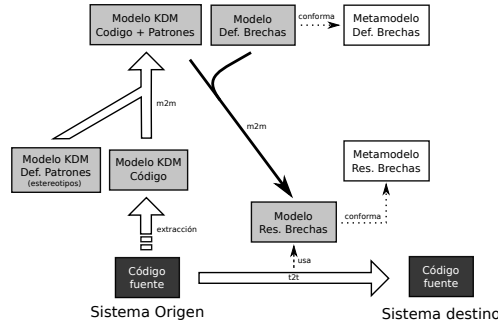 Modelo KDM
Codigo + Patrones
Modelo
Def. Brechas
conforma
Metamodelo
Def. Brechas
m2m
m2m
Modelo KDM
Def. Patrones
(estereotipos)
Modelo KDM
Código
Metamodelo
Res. Brechas
Modelo
Res. Brechas
conforma
extracción
usa
Código
fuente
t2t
Código
fuente
Sistema Origen
Sistema destino